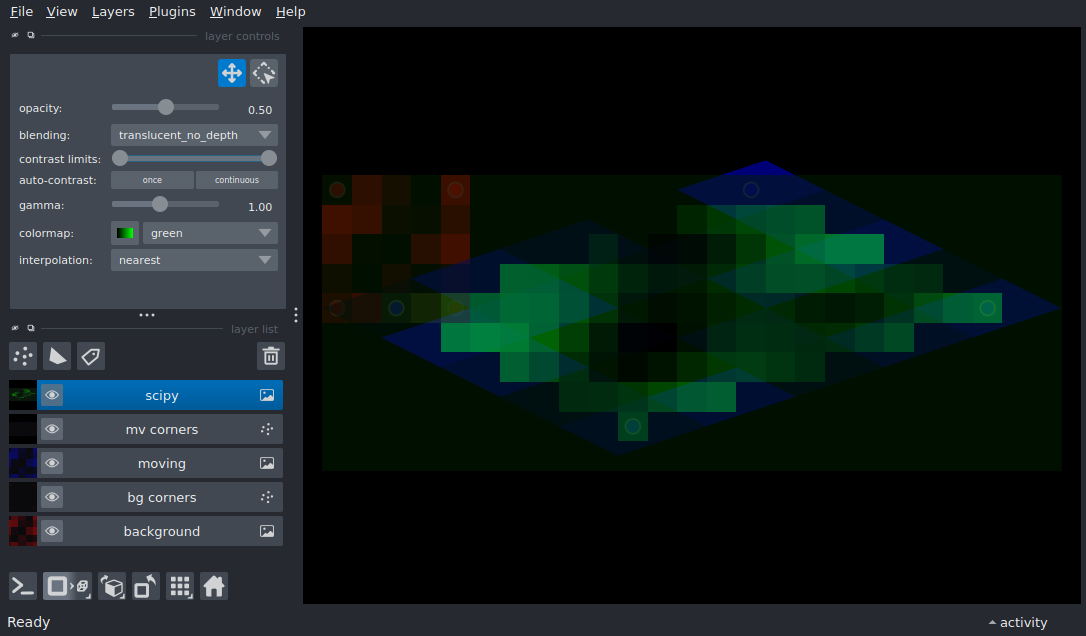 File View Layers Plugins Window Help
layer controls
opacity: 0.50
blending: translucent_no_depth
contrast limits:
auto-contrast: once continuous
gamma: 1.00
colormap: green
interpolation: nearest
layer list
scipy
mv corners
moving
bg corners
background
Ready activity